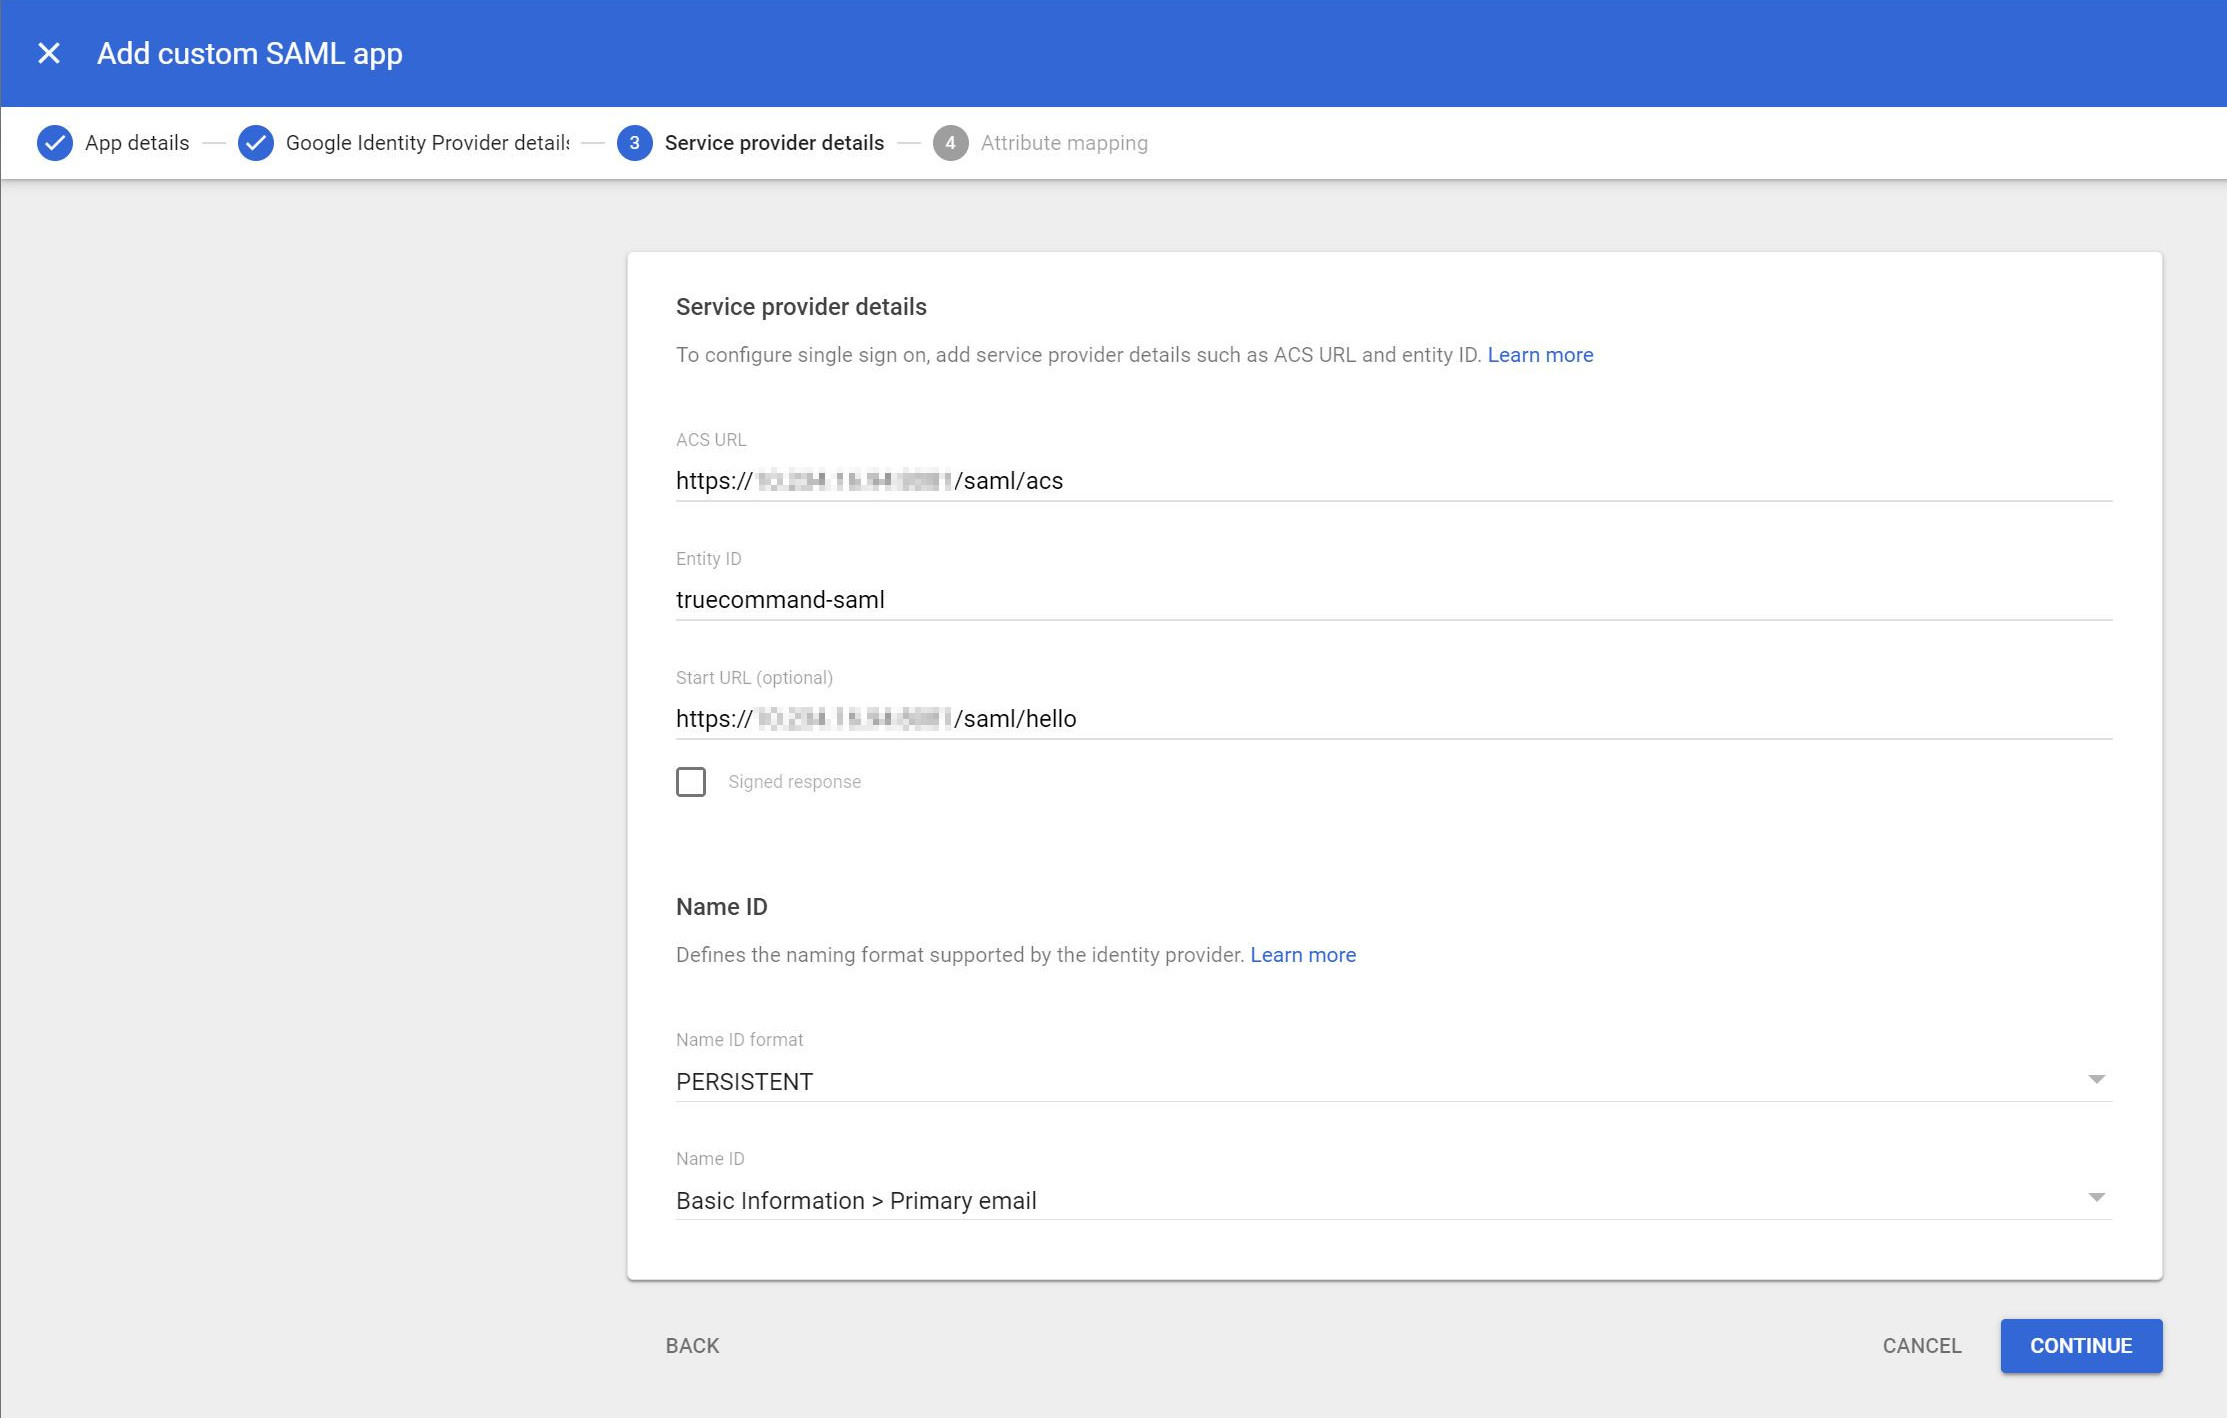 Add custom SAML app
App details
Google Identity Provider details
3 Service provider details
4 Attribute mapping
Service provider details
To configure single sign on, add service provider details such as ACS URL and entity ID. Learn more
ACS URL
https:// /saml/acs
Entity ID
truecommand-saml
Start URL (optional)
https:// /saml/hello
Signed response
Name ID
Defines the naming format supported by the identity provider. Learn more
Name ID format
PERSISTENT
Name ID
Basic Information > Primary email
BACK
CANCEL
CONTINUE